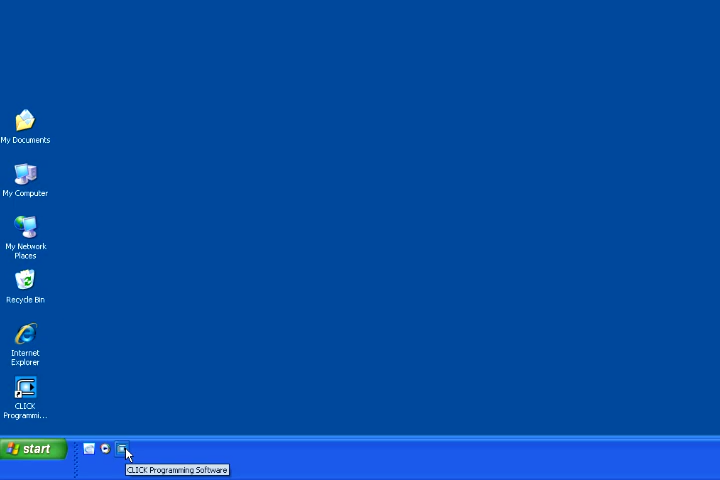 My Documents
My Computer
My Network
Places
Recycle Bin
Internet
Explorer
CLICK
Programmi...
start
CLICK Programming Software